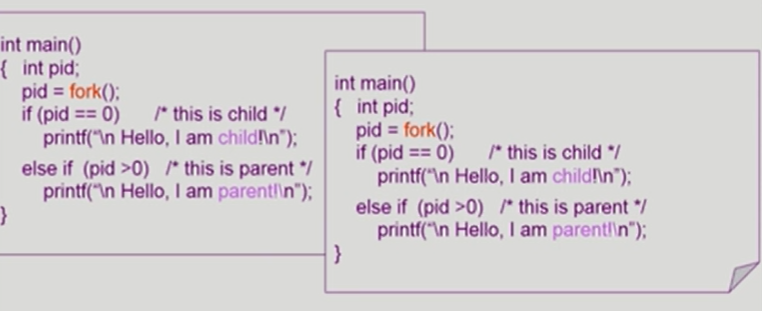 int main()
{ int pid;
pid = fork();
if (pid == 0) /* this is child */
printf("\n Hello, I am child!\n");
else if (pid >0) /* this is parent */
printf("\n Hello, I am parent!\n");
}
int main()
{ int pid;
pid = fork();
if (pid == 0) /* this is child */
printf("\n Hello, I am child!\n");
else if (pid >0) /* this is parent */
printf("\n Hello, I am parent!\n");
}